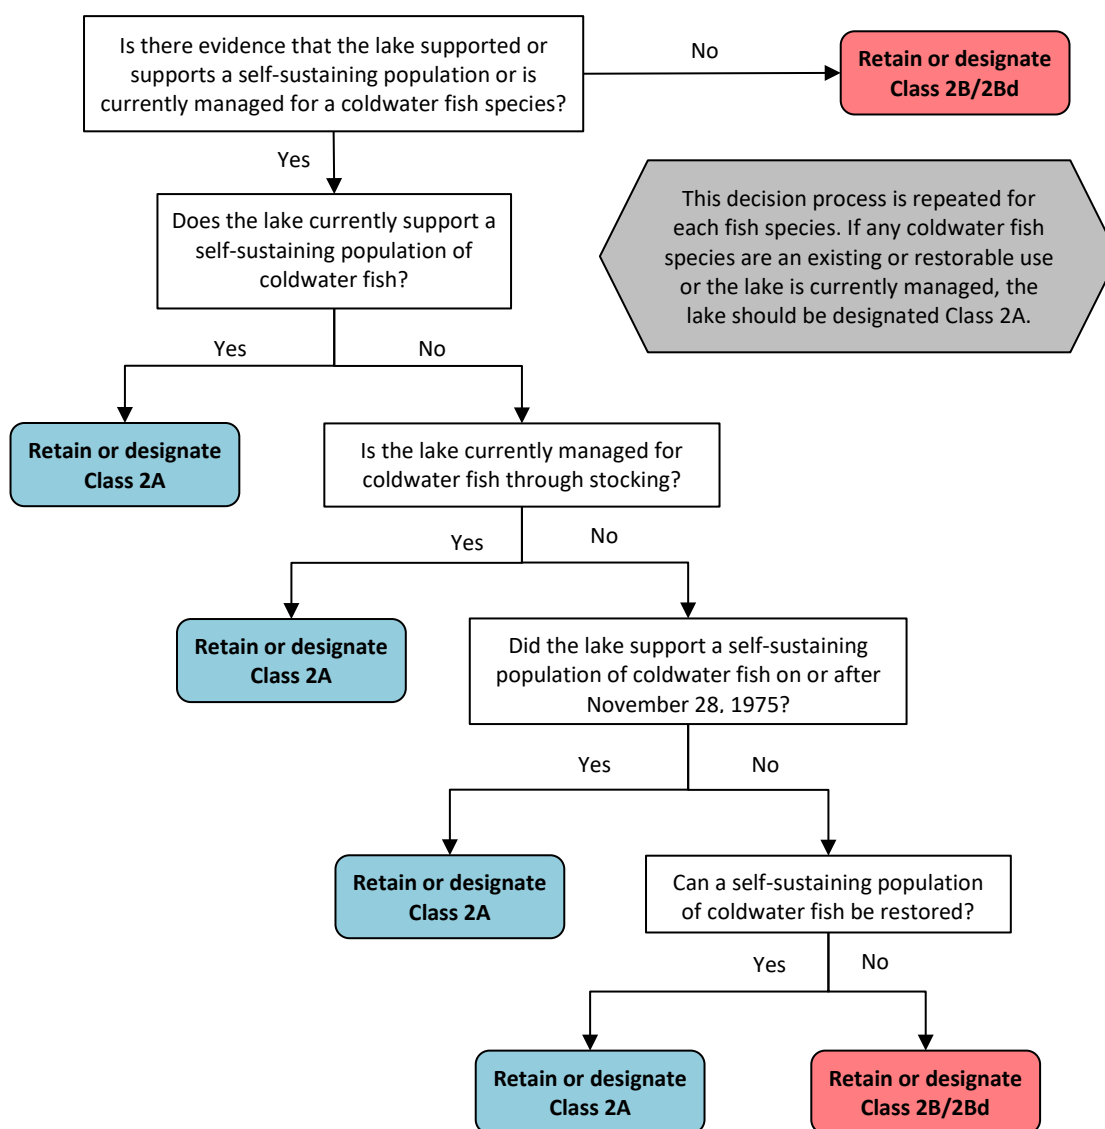 Is there evidence that the lake supported or
supports a self-sustaining population or is
currently managed for a coldwater fish species?
No
Retain or designate
Class 2B/2Bd
Yes
This decision process is repeated for
each fish species. If any coldwater fish
species are an existing or restorable use
or the lake is currently managed, the
lake should be designated Class 2A.
Does the lake currently support a
self-sustaining population of
coldwater fish?
Yes
No
Retain or designate
Class 2A
Is the lake currently managed for
coldwater fish through stocking?
Yes
No
Retain or designate
Class 2A
Did the lake support a self-sustaining
population of coldwater fish on or after
November 28, 1975?
Yes
No
Retain or designate
Class 2A
Can a self-sustaining population
of coldwater fish be restored?
Yes
No
Retain or designate
Class 2A
Retain or designate
Class 2B/2Bd